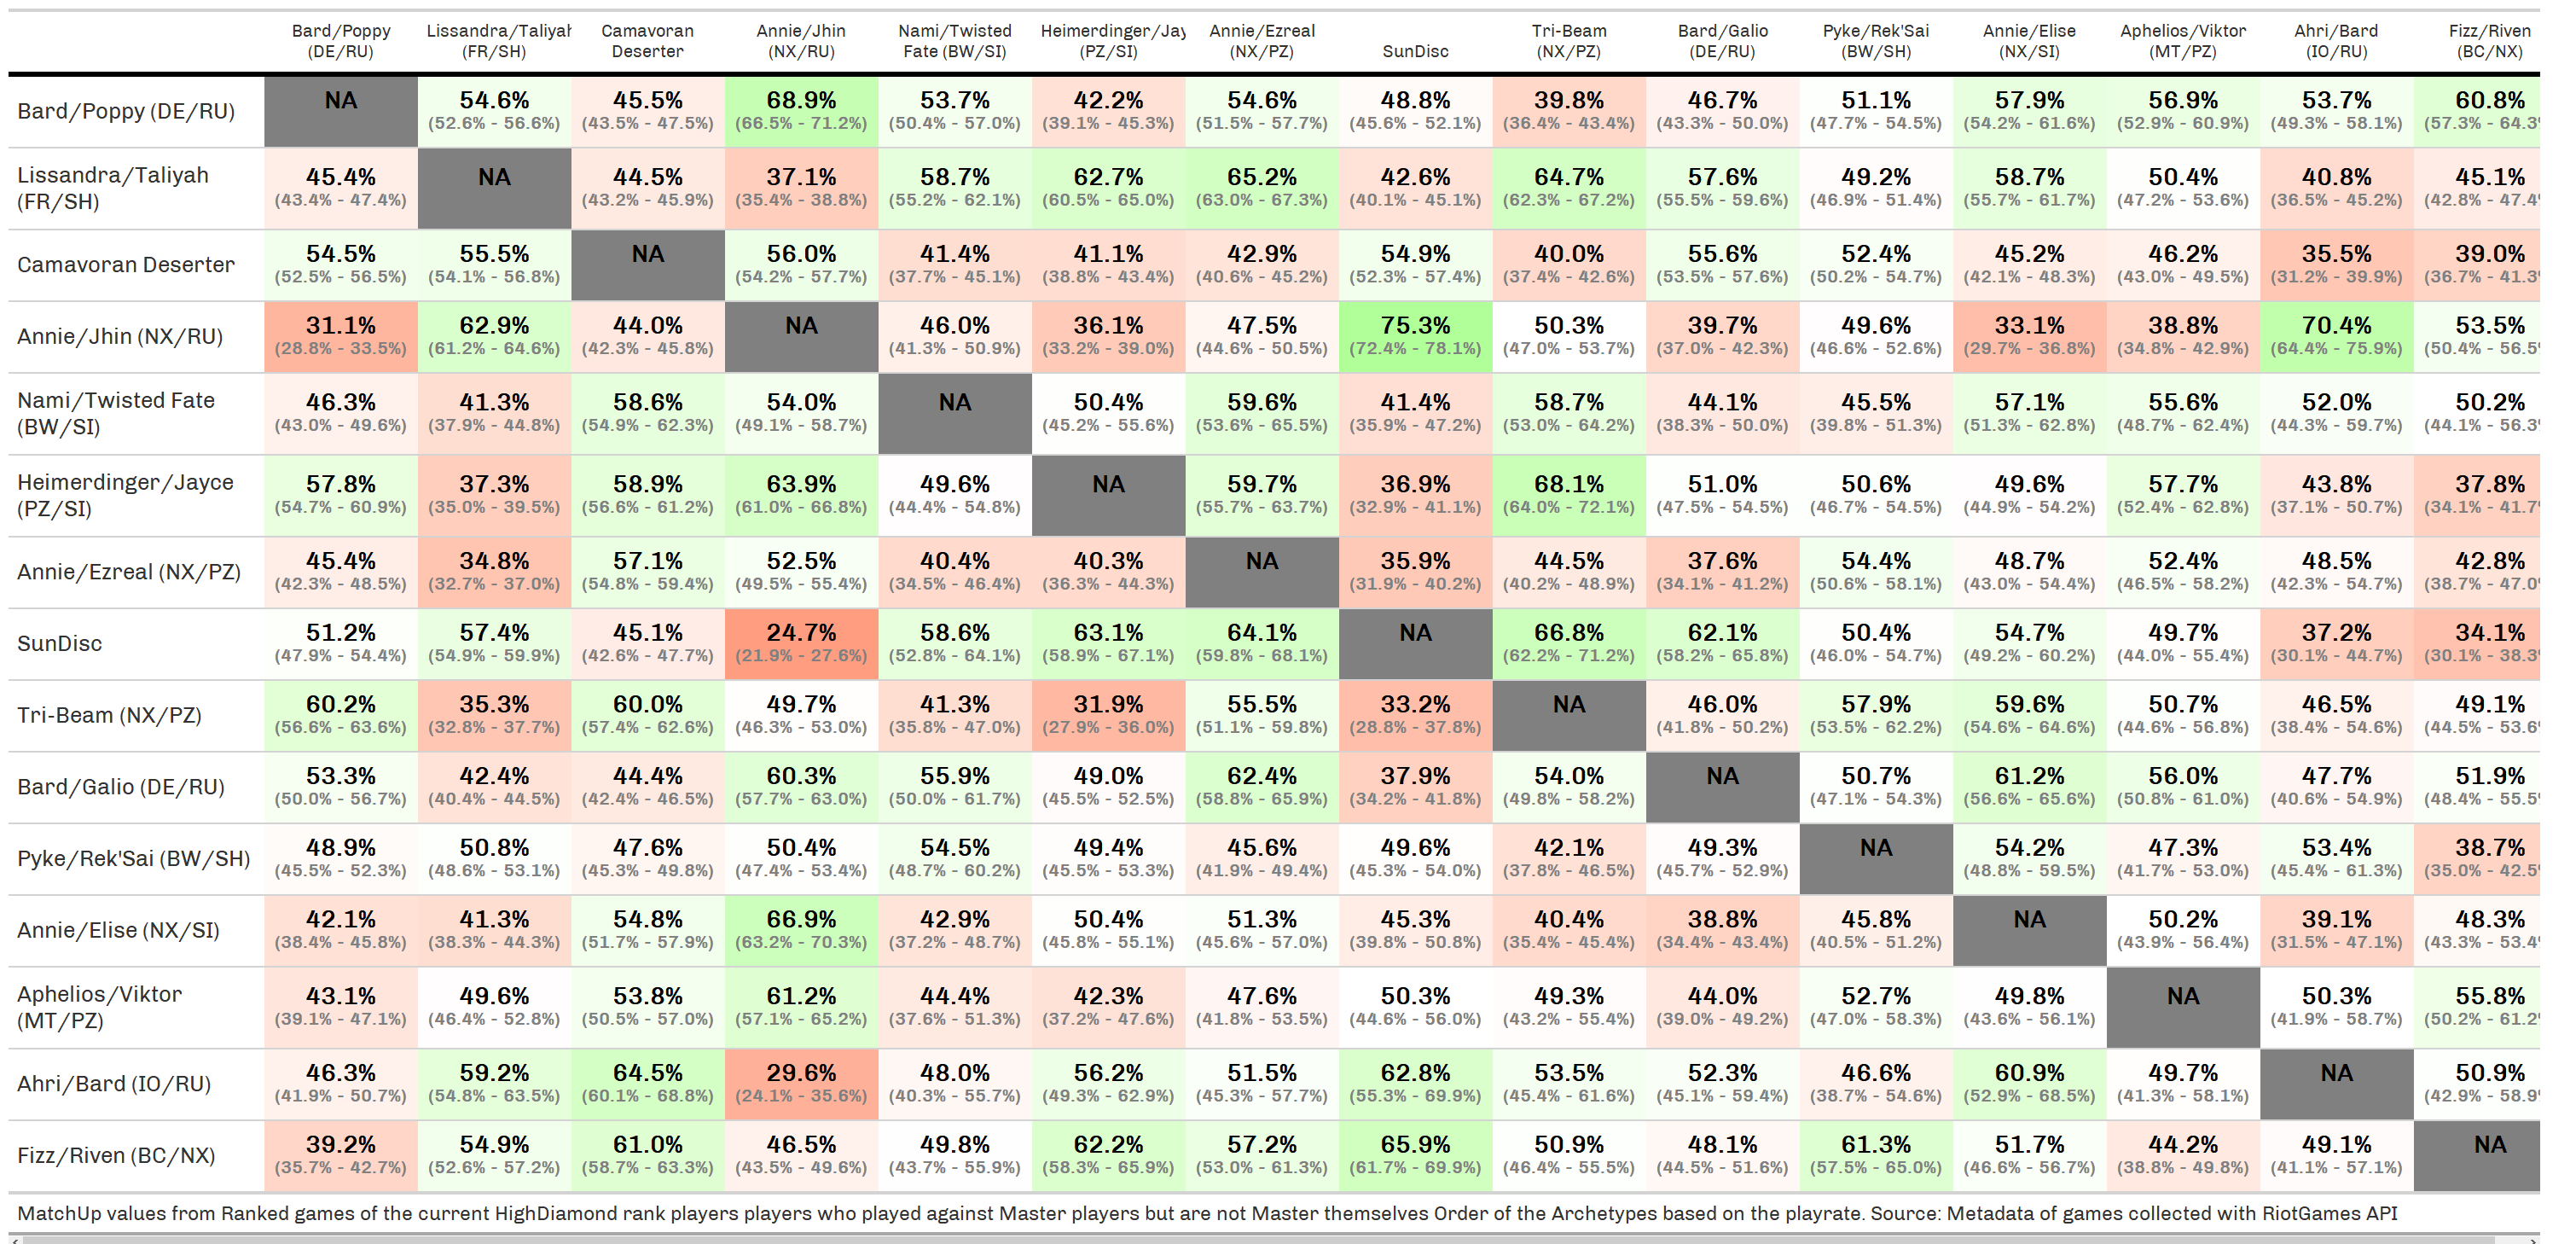 Bard/Poppy (DE/RU) Lissandra/Taliyah (FR/SH) Camavoran Deserter Annie/Jhin (NX/RU) Nami/Twisted Fate (BW/SI) Heimerdinger/Jay (PZ/SI) Annie/Ezreal (NX/PZ) SunDisc Tri-Beam (NX/PZ) Bard/Galio (DE/RU) Pyke/Rek'Sai (BW/SH) Annie/Elise (NX/SI) Aphelios/Viktor (MT/PZ) Ahri/Bard (IO/RU) Fizz/Riven (BC/NX)
Bard/Poppy (DE/RU) NA 54.6% 45.5% 68.9% 53.7% 42.2% 54.6% 48.8% 39.8% 46.7% 51.1% 57.9% 56.9% 53.7% 60.8%
(52.6% - 56.6%) (43.5% - 47.5%) (66.5% - 71.2%) (50.4% - 57.0%) (39.1% - 45.3%) (51.5% - 57.7%) (45.6% - 52.1%) (36.4% - 43.4%) (43.3% - 50.0%) (47.7% - 54.5%) (54.2% - 61.6%) (52.9% - 60.9%) (49.3% - 58.1%) (57.3% - 64.3
Lissandra/Taliyah (FR/SH) 45.4% NA 44.5% 37.1% 58.7% 62.7% 65.2% 42.6% 64.7% 57.6% 49.2% 58.7% 50.4% 40.8% 45.1%
(43.4% - 47.4%) (43.2% - 45.9%) (35.4% - 38.8%) (55.2% - 62.1%) (60.5% - 65.0%) (63.0% - 67.3%) (40.1% - 45.1%) (62.3% - 67.2%) (55.5% - 59.6%) (46.9% - 51.4%) (55.7% - 61.7%) (47.2% - 53.6%) (36.5% - 45.2%) (42.8% - 47.4
Camavoran Deserter 54.5% 55.5% NA 56.0% 41.4% 41.1% 42.9% 54.9% 40.0% 55.6% 52.4% 45.2% 46.2% 35.5% 39.0%
(52.5% - 56.5%) (54.1% - 56.8%) (54.2% - 57.7%) (37.7% - 45.1%) (38.8% - 43.4%) (40.6% - 45.2%) (52.3% - 57.4%) (37.4% - 42.6%) (53.5% - 57.6%) (50.2% - 54.7%) (42.1% - 48.3%) (43.0% - 49.5%) (31.2% - 39.9%) (36.7% - 41.3
Annie/Jhin (NX/RU) 31.1% 62.9% 44.0% NA 46.0% 36.1% 47.5% 75.3% 50.3% 39.7% 49.6% 33.1% 38.8% 70.4% 53.5%
(28.8% - 33.5%) (61.2% - 64.6%) (42.3% - 45.8%) (41.3% - 50.9%) (33.2% - 39.0%) (44.6% - 50.5%) (72.4% - 78.1%) (47.0% - 53.7%) (37.0% - 42.3%) (46.6% - 52.6%) (29.7% - 36.8%) (34.8% - 42.9%) (64.4% - 75.9%) (50.4% - 56.5
Nami/Twisted Fate (BW/SI) 46.3% 41.3% 58.6% 54.0% NA 50.4% 59.6% 41.4% 58.7% 44.1% 45.5% 57.1% 55.6% 52.0% 50.2%
(43.0% - 49.6%) (37.9% - 44.8%) (54.9% - 62.3%) (49.1% - 58.7%) (45.2% - 55.6%) (53.6% - 65.5%) (35.9% - 47.2%) (53.0% - 64.2%) (38.3% - 50.0%) (39.8% - 51.3%) (51.3% - 62.8%) (48.7% - 62.4%) (44.3% - 59.7%) (44.1% - 56.3
Heimerdinger/Jayce (PZ/SI) 57.8% 37.3% 58.9% 63.9% 49.6% NA 59.7% 36.9% 68.1% 51.0% 50.6% 49.6% 57.7% 43.8% 37.8%
(54.7% - 60.9%) (35.0% - 39.5%) (56.6% - 61.2%) (61.0% - 66.8%) (44.4% - 54.8%) (55.7% - 63.7%) (32.9% - 41.1%) (64.0% - 72.1%) (47.5% - 54.5%) (46.7% - 54.5%) (44.9% - 54.2%) (52.4% - 62.8%) (37.1% - 50.7%) (34.1% - 41.7
Annie/Ezreal (NX/PZ) 45.4% 34.8% 57.1% 52.5% 40.4% 40.3% NA 35.9% 44.5% 37.6% 54.4% 48.7% 52.4% 48.5% 42.8%
(42.3% - 48.5%) (32.7% - 37.0%) (54.8% - 59.4%) (49.5% - 55.4%) (34.5% - 46.4%) (36.3% - 44.3%) (31.9% - 40.2%) (40.2% - 48.9%) (34.1% - 41.2%) (50.6% - 58.1%) (43.0% - 54.4%) (46.5% - 58.2%) (42.3% - 54.7%) (38.7% - 47.0
SunDisc 51.2% 57.4% 45.1% 24.7% 58.6% 63.1% 64.1% NA 66.8% 62.1% 50.4% 54.7% 49.7% 37.2% 34.1%
(47.9% - 54.4%) (54.9% - 59.9%) (42.6% - 47.7%) (21.9% - 27.6%) (52.8% - 64.1%) (58.9% - 67.1%) (59.8% - 68.1%) (62.2% - 71.2%) (58.2% - 65.8%) (46.0% - 54.7%) (49.2% - 60.2%) (44.0% - 55.4%) (30.1% - 44.7%) (30.1% - 38.3
Tri-Beam (NX/PZ) 60.2% 35.3% 60.0% 49.7% 41.3% 31.9% 55.5% 33.2% NA 46.0% 57.9% 59.6% 50.7% 46.5% 49.1%
(56.6% - 63.6%) (32.8% - 37.7%) (57.4% - 62.6%) (46.3% - 53.0%) (35.8% - 47.0%) (27.9% - 36.0%) (51.1% - 59.8%) (28.8% - 37.8%) (41.8% - 50.2%) (53.5% - 62.2%) (54.6% - 64.6%) (44.6% - 56.8%) (38.4% - 54.6%) (44.5% - 53.6
Bard/Galio (DE/RU) 53.3% 42.4% 44.4% 60.3% 55.9% 49.0% 62.4% 37.9% 54.0% NA 50.7% 61.2% 56.0% 47.7% 51.9%
(50.0% - 56.7%) (40.4% - 44.5%) (42.4% - 46.5%) (57.7% - 63.0%) (50.0% - 61.7%) (45.5% - 52.5%) (58.8% - 65.9%) (34.2% - 41.8%) (49.8% - 58.2%) (47.1% - 54.3%) (56.6% - 65.6%) (50.8% - 61.0%) (40.6% - 54.9%) (48.4% - 55.5
Pyke/Rek'Sai (BW/SH) 48.9% 50.8% 47.6% 50.4% 54.5% 49.4% 45.6% 49.6% 42.1% 49.3% NA 54.2% 47.3% 53.4% 38.7%
(45.5% - 52.3%) (48.6% - 53.1%) (45.3% - 49.8%) (47.4% - 53.4%) (48.7% - 60.2%) (45.5% - 53.3%) (41.9% - 49.4%) (45.3% - 54.0%) (37.8% - 46.5%) (45.7% - 52.9%) (48.8% - 59.5%) (41.7% - 53.0%) (45.4% - 61.3%) (35.0% - 42.5
Annie/Elise (NX/SI) 42.1% 41.3% 54.8% 66.9% 42.9% 50.4% 51.3% 45.3% 40.4% 38.8% 45.8% NA 50.2% 39.1% 48.3%
(38.4% - 45.8%) (38.3% - 44.3%) (51.7% - 57.9%) (63.2% - 70.3%) (37.2% - 48.7%) (45.8% - 55.1%) (45.6% - 57.0%) (39.8% - 50.8%) (35.4% - 45.4%) (34.4% - 43.4%) (40.5% - 51.2%) (43.9% - 56.4%) (31.5% - 47.1%) (43.3% - 53.4
Aphelios/Viktor (MT/PZ) 43.1% 49.6% 53.8% 61.2% 44.4% 42.3% 47.6% 50.3% 49.3% 44.0% 52.7% 49.8% NA 50.3% 55.8%
(39.1% - 47.1%) (46.4% - 52.8%) (50.5% - 57.0%) (57.1% - 65.2%) (37.6% - 51.3%) (37.2% - 47.6%) (41.8% - 53.5%) (44.6% - 56.0%) (43.2% - 55.4%) (39.0% - 49.2%) (47.0% - 58.3%) (43.6% - 56.1%) (41.9% - 58.7%) (50.2% - 61.2
Ahri/Bard (IO/RU) 46.3% 59.2% 64.5% 29.6% 48.0% 56.2% 51.5% 62.8% 53.5% 52.3% 46.6% 60.9% 49.7% NA 50.9%
(41.9% - 50.7%) (54.8% - 63.5%) (60.1% - 68.8%) (24.1% - 35.6%) (40.3% - 55.7%) (49.3% - 62.9%) (45.3% - 57.7%) (55.3% - 69.9%) (45.4% - 61.6%) (45.1% - 59.4%) (38.7% - 54.6%) (52.9% - 68.5%) (41.3% - 58.1%) (42.9% - 58.9
Fizz/Riven (BC/NX) 39.2% 54.9% 61.0% 46.5% 49.8% 62.2% 57.2% 65.9% 50.9% 48.1% 61.3% 51.7% 44.2% 49.1% NA
(35.7% - 42.7%) (52.6% - 57.2%) (58.7% - 63.3%) (43.5% - 49.6%) (43.7% - 55.9%) (58.3% - 65.9%) (53.0% - 61.3%) (61.7% - 69.9%) (46.4% - 55.5%) (44.5% - 51.6%) (57.5% - 65.0%) (46.6% - 56.7%) (38.8% - 49.8%) (41.1% - 57.1%)
MatchUp values from Ranked games of the current HighDiamond rank players players who played against Master players but are not Master themselves Order of the Archetypes based on the playrate. Source: Metadata of games collected with RiotGames API